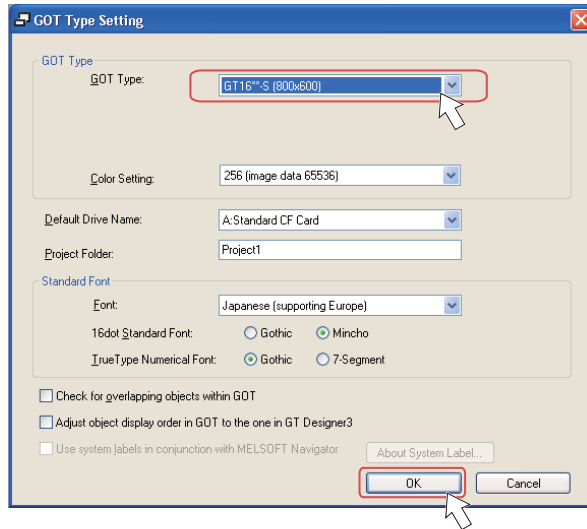 GOT Type Setting
GOT Type
GOT Type: GT16**-S (800x600)
Color Setting: 256 (image data 65536)
Default Drive Name: A:Standard CF Card
Project Folder: Project1
Standard Font
Font: Japanese (supporting Europe)
16dot Standard Font: Gothic Mincho
TrueType Numerical Font: Gothic 7-Segment
Check for overlapping objects within GOT
Adjust object display order in GOT to the one in GT Designer3
Use system labels in conjunction with MELSOFT Navigator About System Label...
OK Cancel